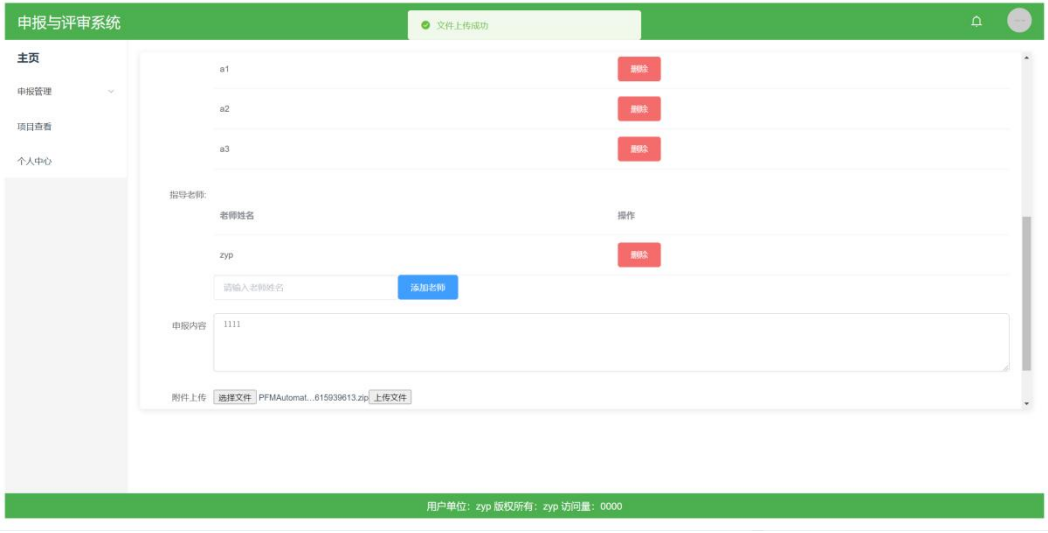 申报与评审系统
文件上传成功
主页
申报管理
项目查看
个人中心
a1 删除
a2 删除
a3 删除
指导老师:
老师姓名 操作
zyp 删除
请输入老师姓名 添加老师
申报内容 1111
附件上传 选择文件 PFMAutomat...615939613.zip 上传文件
用户单位：zyp 版权所有：zyp 访问量：0000